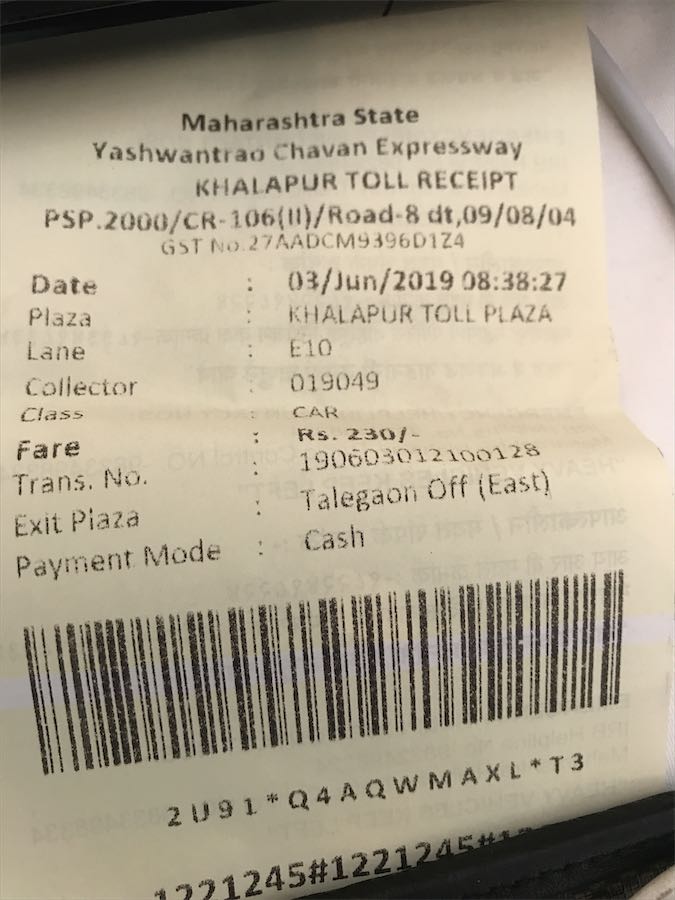 Maharashtra State
Yashwantrao Chavan Expressway
KHALAPUR TOLL RECEIPT
PSP.2000/CR-106(II)/Road-8 dt,09/08/04
GST No.27AADCM9396D1Z4
Date : 03/Jun/2019 08:38:27
Plaza : KHALAPUR TOLL PLAZA
Lane : E10
Collector : 019049
Class : CAR
Fare : Rs. 230/-
Trans. No. : 190603012100128
Exit Plaza : Talegaon Off (East)
Payment Mode : Cash
2U91*Q4AQWMAXL*T3
1221245#1221245#